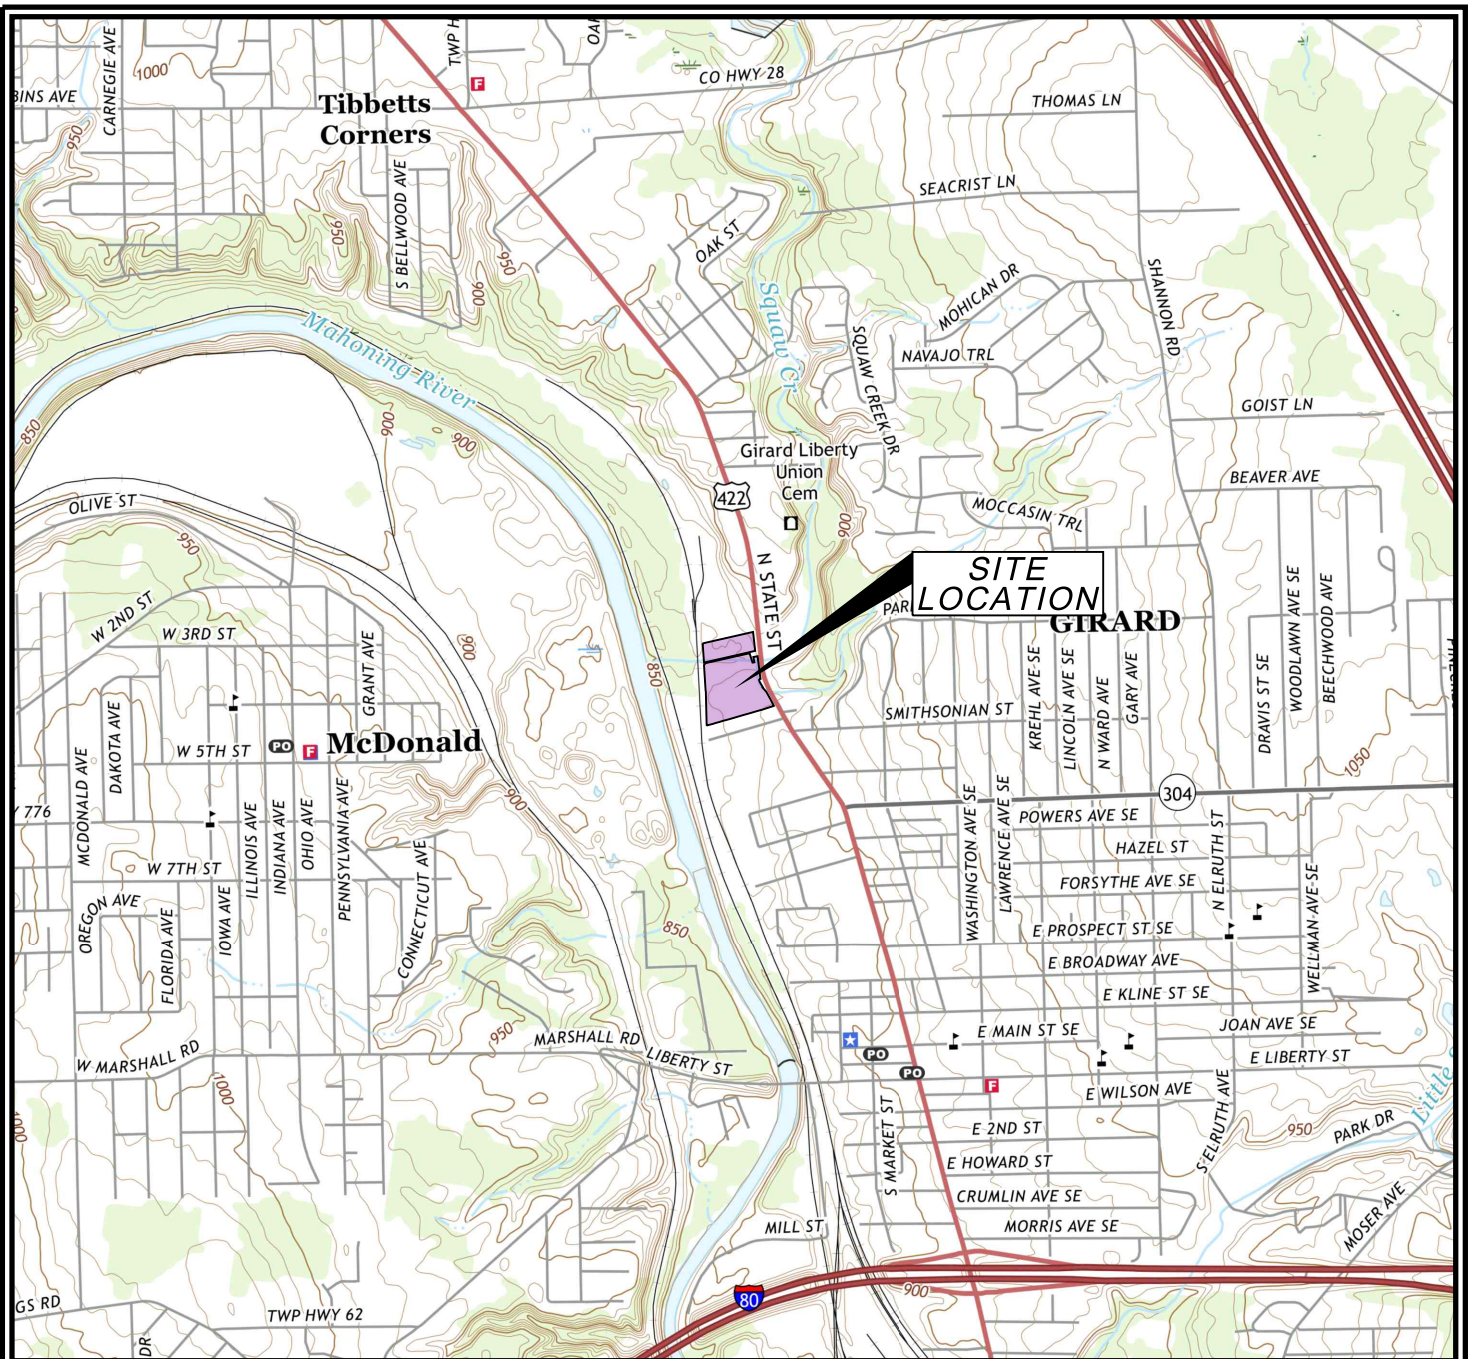 CARNEGIE AVE
1000
TWP H
CO HWY 28
BINS AVE
THOMAS LN
Tibbetts
Corners
F
950
S BELLWOOD AVE
SEACRIST LN
950
OAK ST
950
900
Squaw Cr
MOHICAN DR
SHANNON RD
Mahoning River
SQUAW CREEK DR
NAVAJO TRL
850
900
900
GOIST LN
Girard Liberty
Union
Cem
422
BEAVER AVE
OLIVE ST
MOCCASIN TRL
950
900
N STATE ST
SITE
LOCATION
GIRARD
W 2ND ST
W 3RD ST
GRANT AVE
900
850
KREHL AVE SE
LINCOLN AVE SE
N WARD AVE
GARY AVE
DRAVIS ST SE
WOODLAWN AVE SE
BEECHWOOD AVE
DAKOTA AVE
SMITHSONIAN ST
W 5TH ST
PO
F
McDonald
MCDONALD AVE
900
304
1050
776
POWERS AVE SE
WASHINGTON AVE SE
LAWRENCE AVE SE
HAZEL ST
N ELRUTH ST
W 7TH ST
ILLINOIS AVE
INDIANA AVE
OHIO AVE
PENNSYLVANIA AVE
CONNECTICUT AVE
FORSYTHE AVE SE
OREGON AVE
FLORIDA AVE
IOWA AVE
850
E PROSPECT ST SE
WELLMAN AVE SE
E BROADWAY AVE
E KLINE ST SE
950
MARSHALL RD
LIBERTY ST
E MAIN ST SE
JOAN AVE SE
W MARSHALL RD
PO
PO
E LIBERTY ST
1000
1000
F
E WILSON AVE
S MARKET ST
E 2ND ST
S ELRUTH AVE
950
PARK DR
Little
E HOWARD ST
CRUMLIN AVE SE
MORRIS AVE SE
MOSER AVE
MILL ST
80
900
GS RD
TWP HWY 62
DR